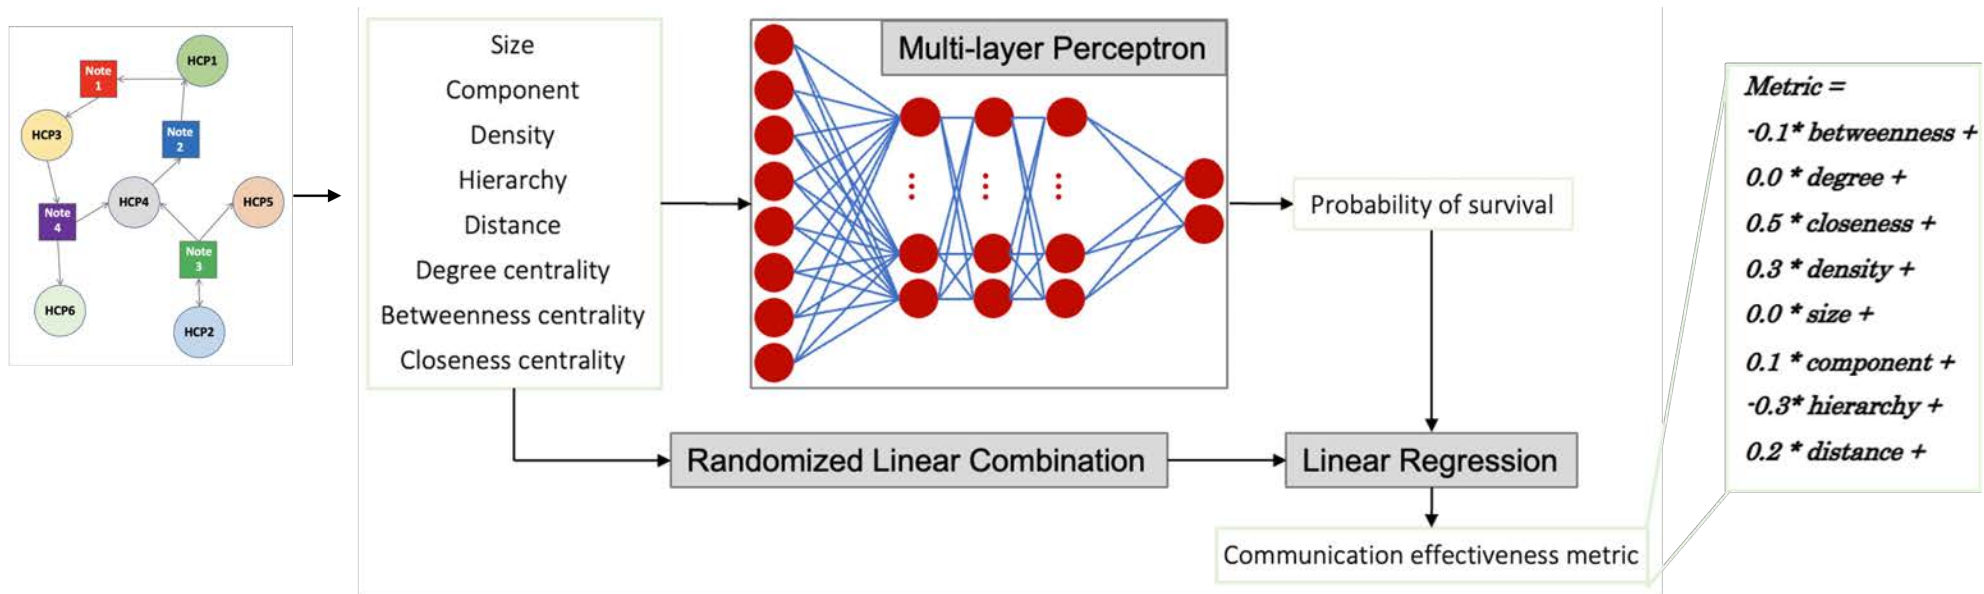 HCP1
Note
1
HCP3
Note
2
HCP4
HCP5
Note
4
Note
3
HCP6
HCP2
Size
Component
Density
Hierarchy
Distance
Degree centrality
Betweenness centrality
Closeness centrality
Multi-layer Perceptron
Probability of survival
Randomized Linear Combination
Linear Regression
Communication effectiveness metric
Metric =
-0.1* betweenness +
0.0 * degree +
0.5 * closeness +
0.3 * density +
0.0 * size +
0.1 * component +
-0.3* hierarchy +
0.2 * distance +